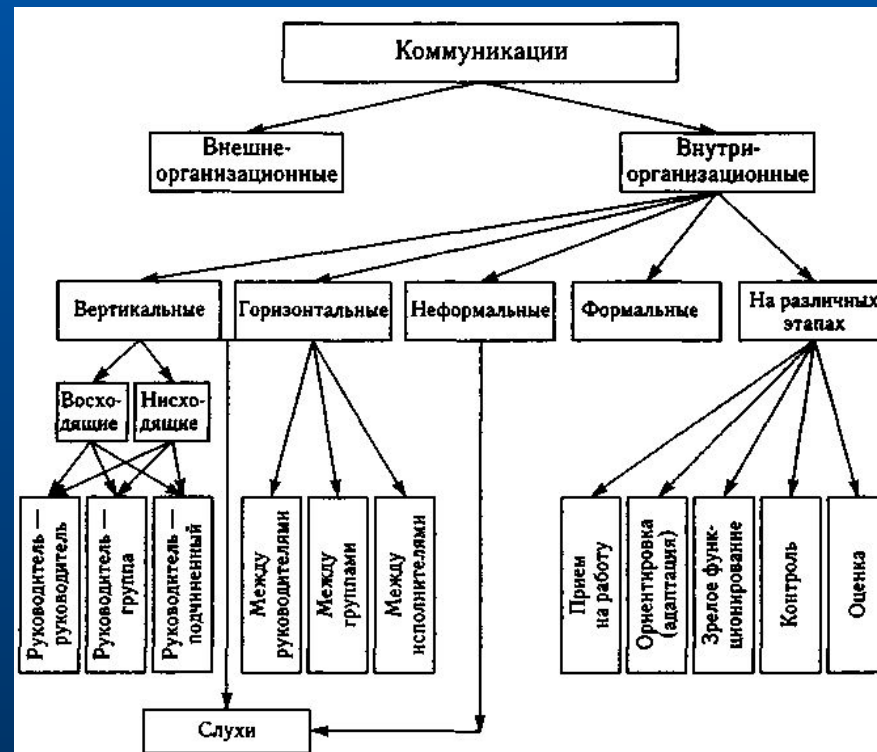 Коммуникации
Внешне-
организационные
Внутри-
организационные
Вертикальные
Горизонтальные
Неформальные
Формальные
На различных
этапах
Восхо-
дящие
Нисхо-
дящие
Руководитель —
руководитель
Руководитель —
группа
Руководитель —
подчиненный
Между
руководителями
Между
группами
Между
исполнителями
Прием
на работу
Ориентировка
(адаптация)
Зрелое функ-
ционирование
Контроль
Оценка
Слухи